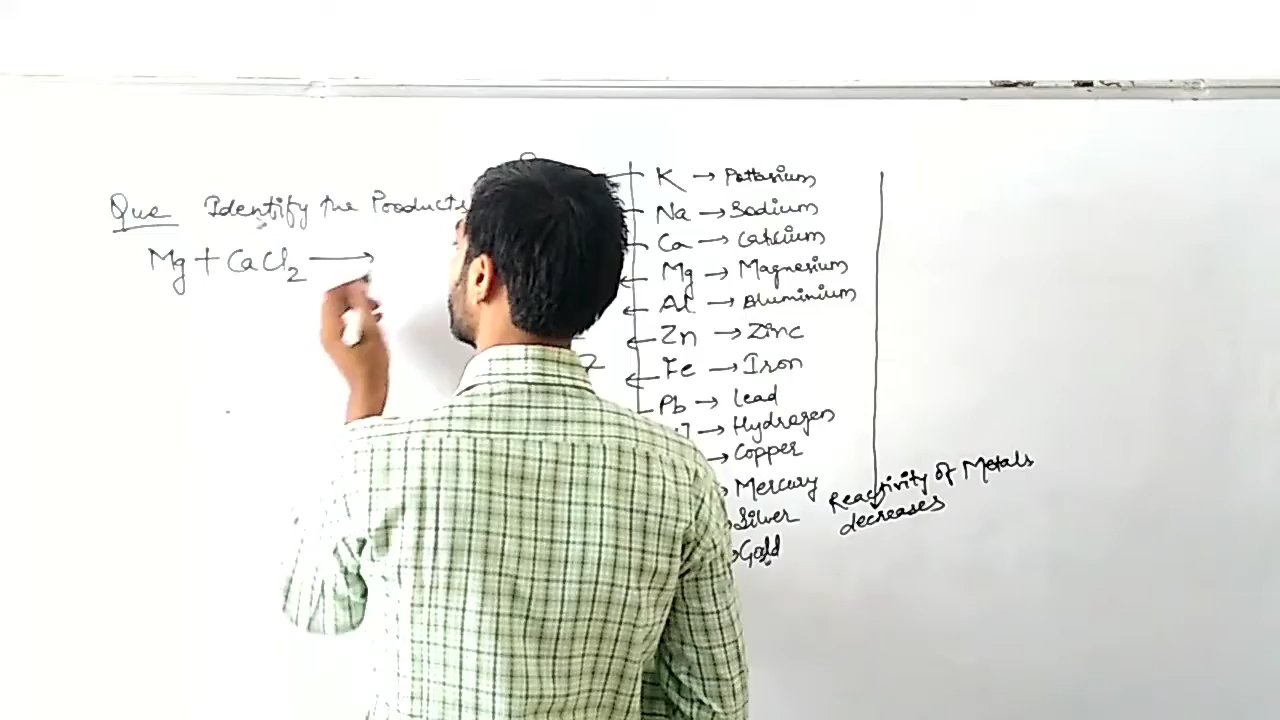 Que Identify the Products
Mg + CaCl2 ⟶
K → Pottasium
Na → Sodium
Ca → Calcium
Mg → Magnesium
Al → Aluminium
Zn → Zinc
Fe → Iron
Pb → Lead
→ Hydrogen
→ Copper
Mercury
Silver
Gold
Reactivity of Metals
decreases